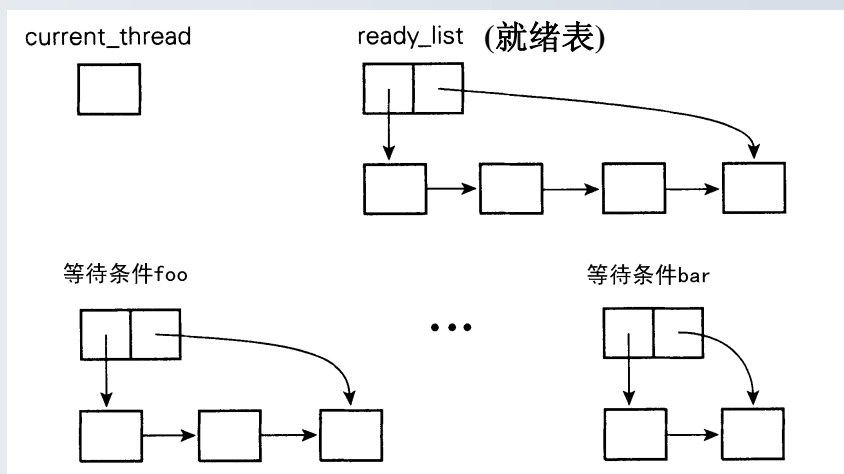 current_thread
ready_list (就绪表)
等待条件foo
等待条件bar
•••